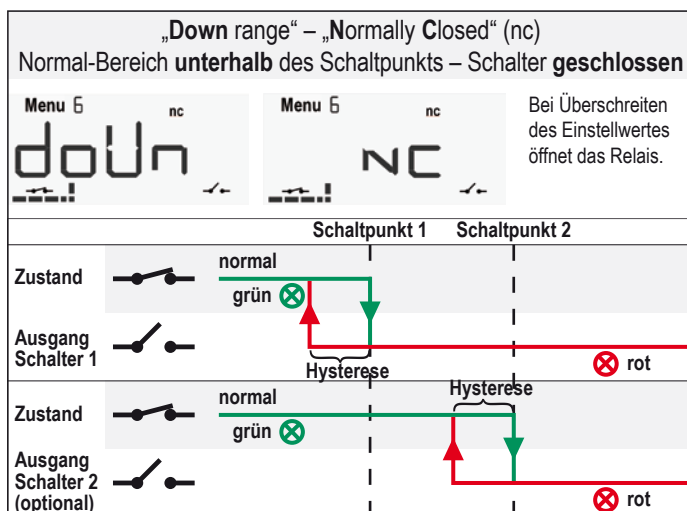 „Down range“ – „Normally Closed“ (nc)
Normal-Bereich unterhalb des Schaltpunkts – Schalter geschlossen
Menu 6 nc
doUn
Menu 6 nc
NC
Bei Überschreiten
des Einstellwertes
öffnet das Relais.
Schaltpunkt 1 Schaltpunkt 2
Zustand
normal
grün
Ausgang
Schalter 1
Hysterese
rot
Zustand
normal
grün
Hysterese
Ausgang
Schalter 2
(optional)
rot